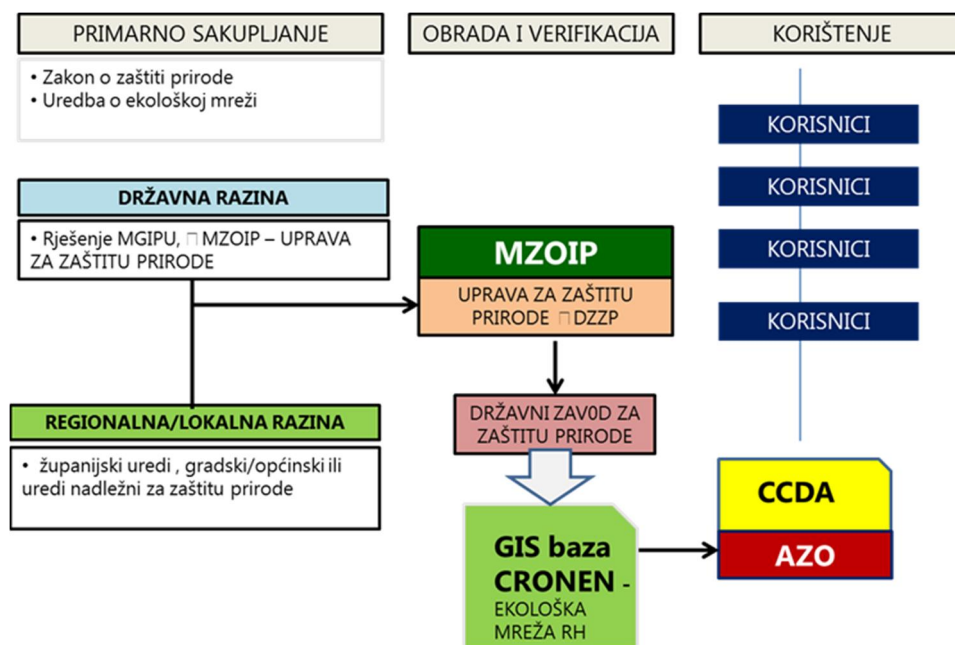 PRIMARNO SAKUPLJANJE
• Zakon o zaštiti prirode
• Uredba o ekološkoj mreži
DRŽAVNA RAZINA
• Rješenje MGIPU, □ MZOIP – UPRAVA
ZA ZAŠTITU PRIRODE
REGIONALNA/LOKALNA RAZINA
• županijski uredi , gradski/općinski ili
uredi nadležni za zaštitu prirode
OBRADA I VERIFIKACIJA
MZOIP
UPRAVA ZA ZAŠTITU
PRIRODE □ DZZP
DRŽAVNI ZAV0D ZA
ZAŠTITU PRIRODE
GIS baza
CRONEN -
EKOLOŠKA
MREŽA RH
KORIŠTENJE
KORISNICI
KORISNICI
KORISNICI
KORISNICI
CCDA
AZO